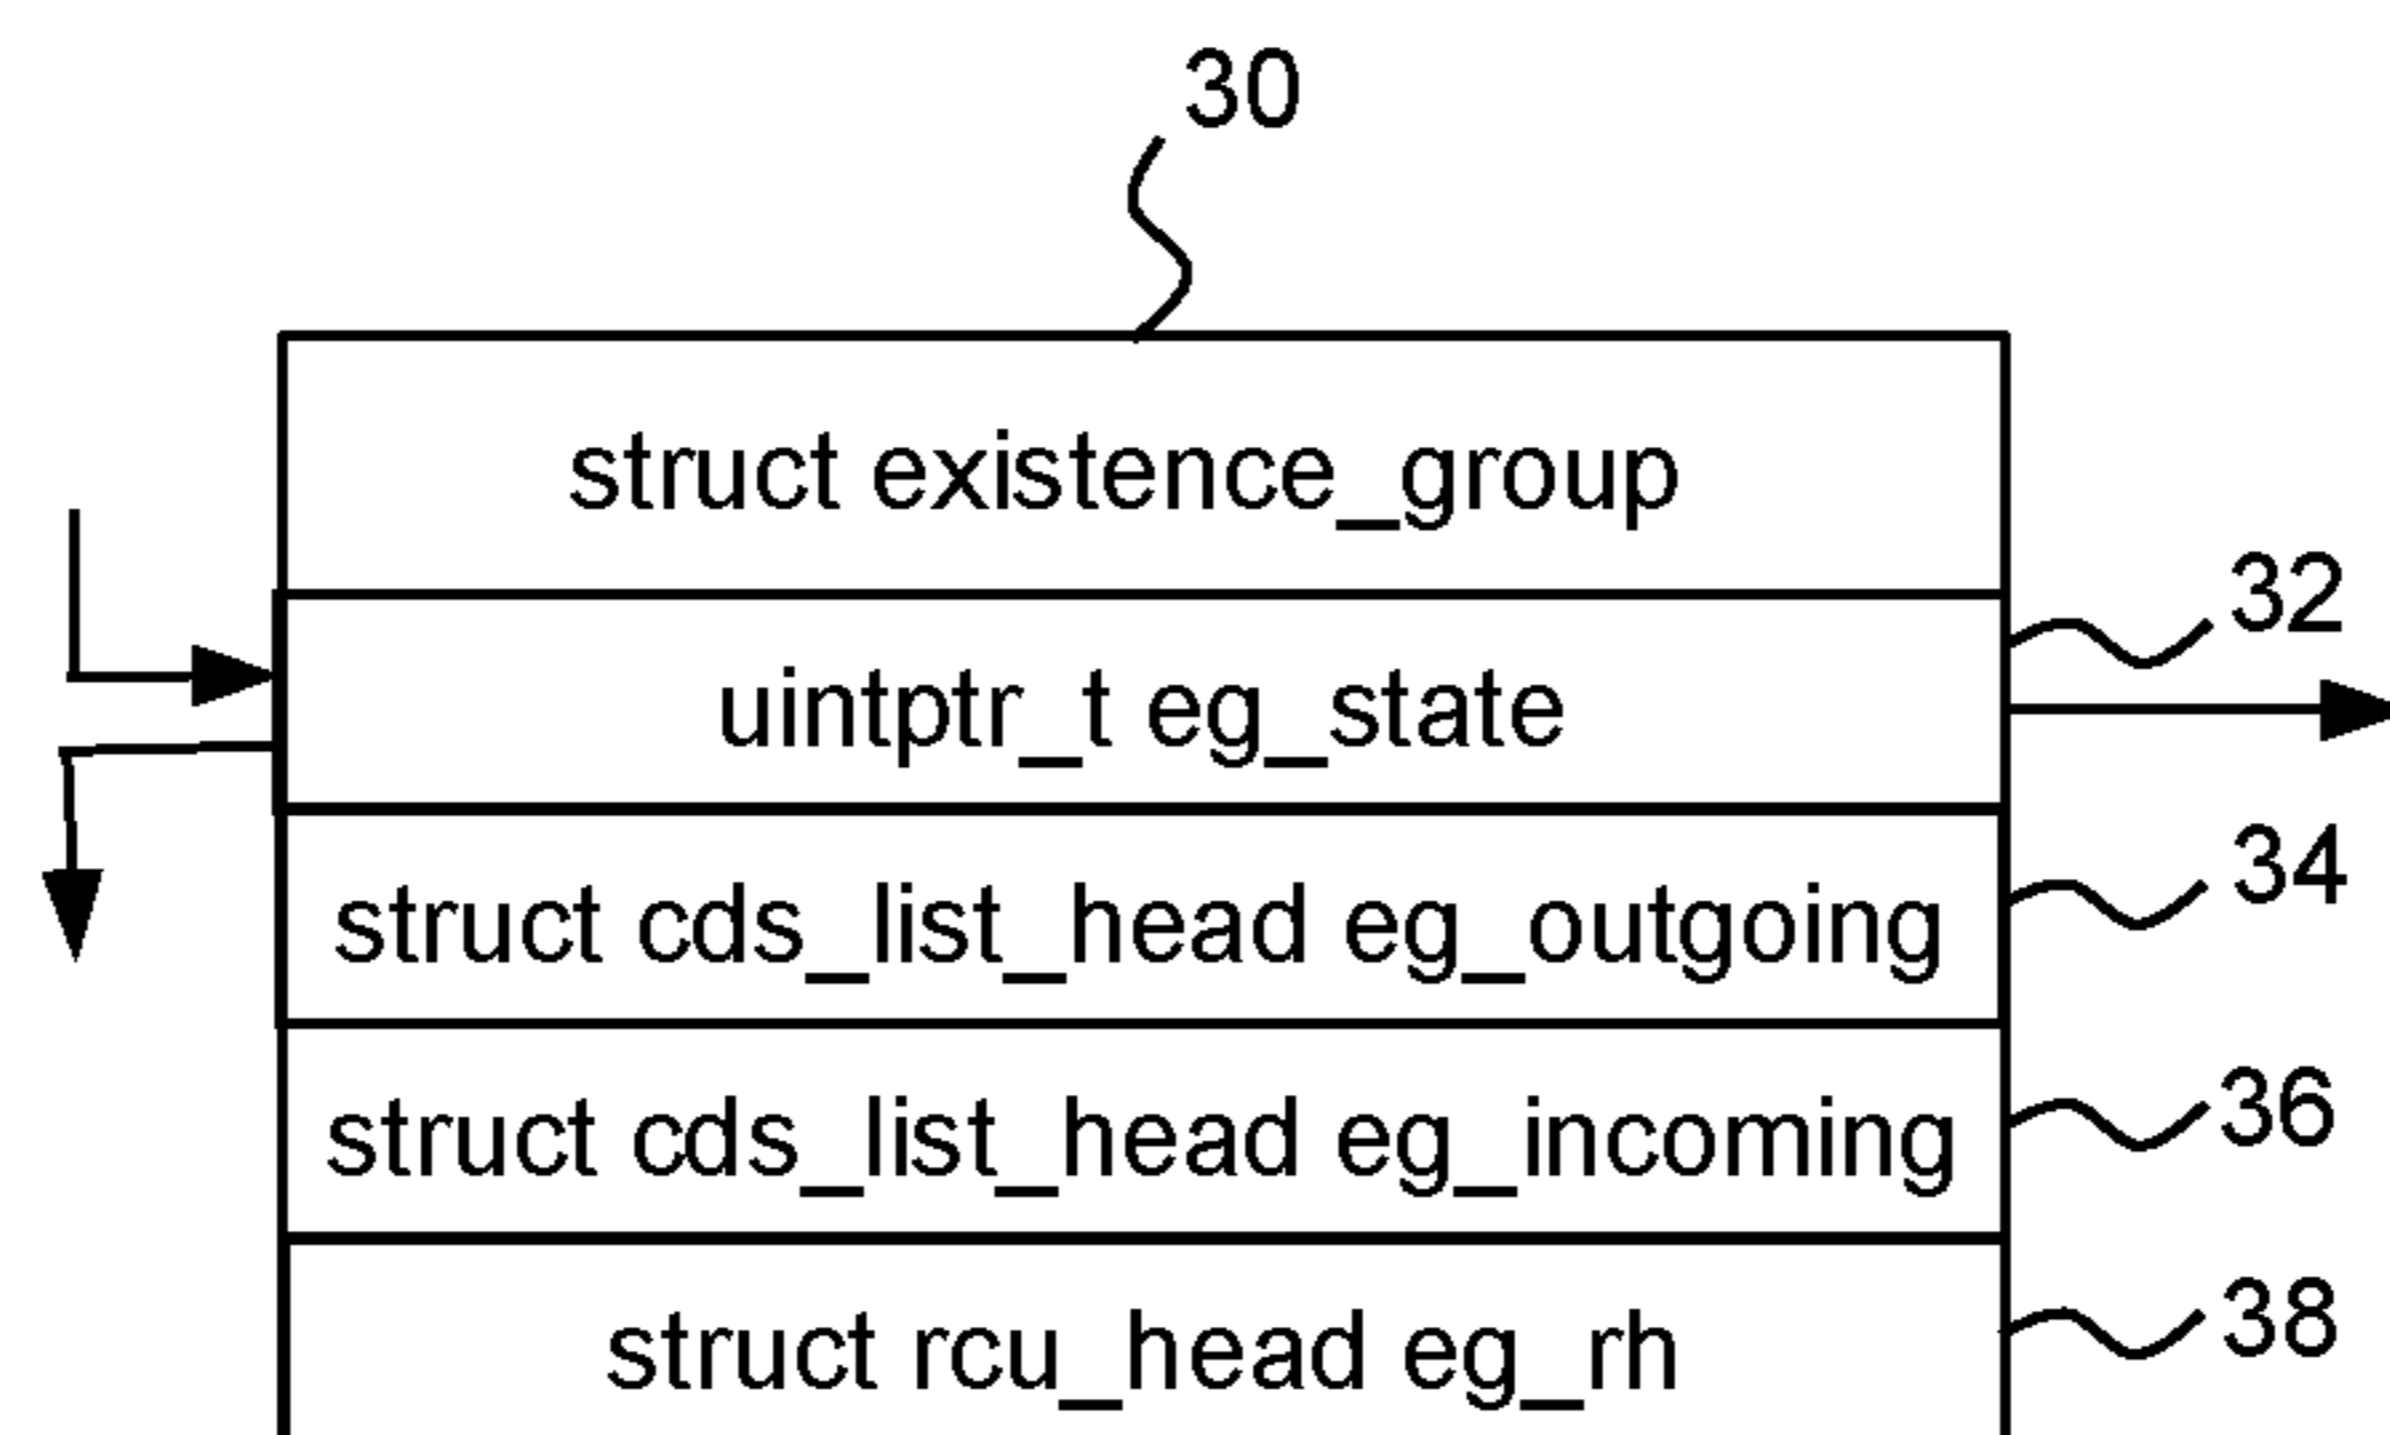 30
struct existence_group
32
uintptr_t eg_state
34
struct cds_list_head eg_outgoing
36
struct cds_list_head eg_incoming
38
struct rcu_head eg_rh